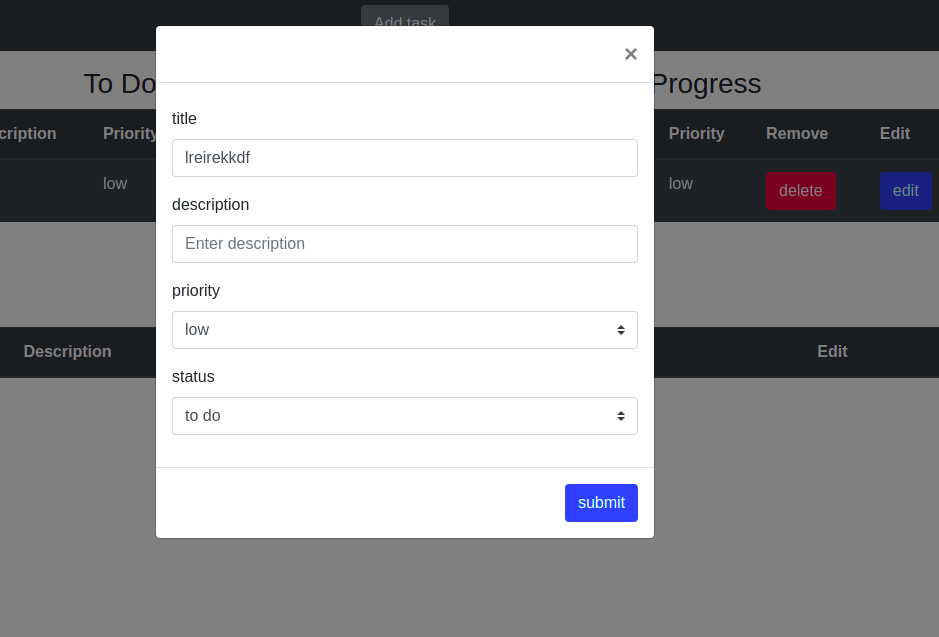 Add task
×
To Do
Progress
cription Priority Priority Remove Edit
low low delete edit
title
lreirekkdf
description
Enter description
priority
low
status
to do
Description Edit
submit